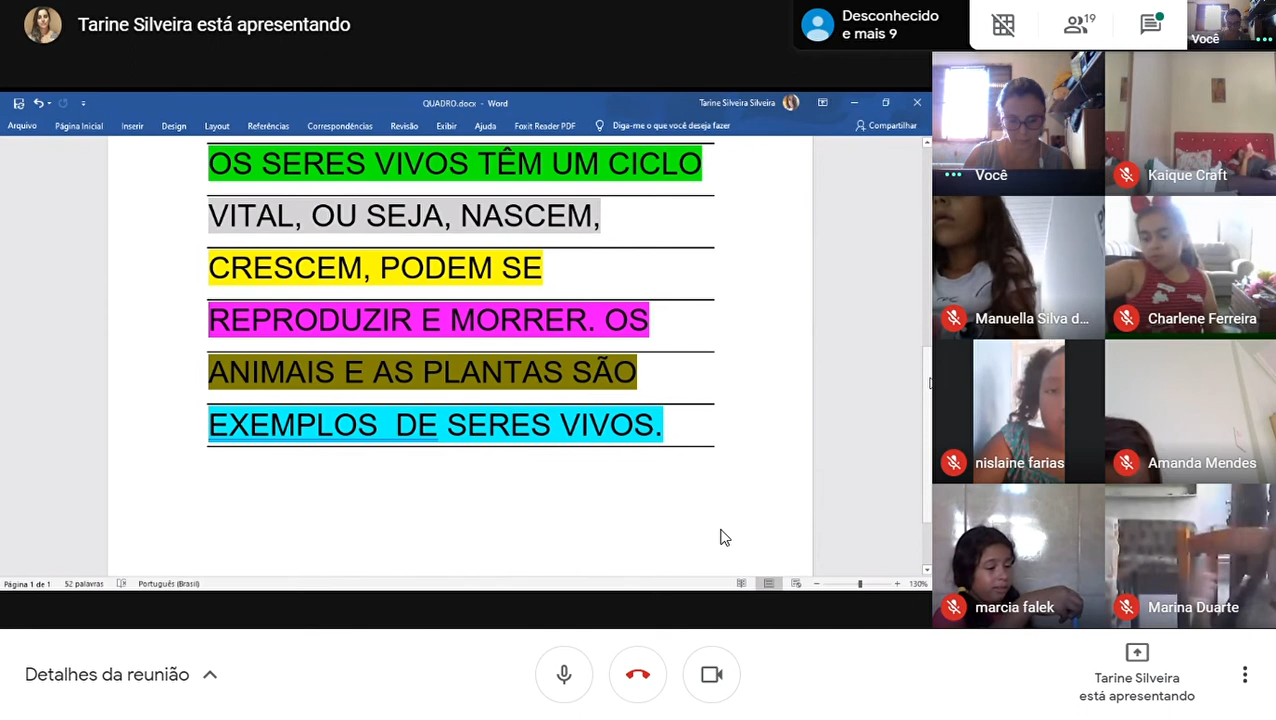 Tarine Silveira está apresentando
Desconhecido
e mais 9
19
Você
QUADRO.docx - Word
Tarine Silveira Silveira
Arquivo Página Inicial Inserir Design Layout Referências Correspondências Revisão Exibir Ajuda Foxit Reader PDF Diga-me o que você deseja fazer Compartilhar
OS SERES VIVOS TÊM UM CICLO
VITAL, OU SEJA, NASCEM,
CRESCEM, PODEM SE
REPRODUZIR E MORRER. OS
ANIMAIS E AS PLANTAS SÃO
EXEMPLOS DE SERES VIVOS.
Página 1 de 1 52 palavras Português (Brasil) 130%
Você
Kaique Craft
Manuella Silva d...
Charlene Ferreira
nislaine farias
Amanda Mendes
marcia falek
Marina Duarte
Detalhes da reunião
Tarine Silveira
está apresentando